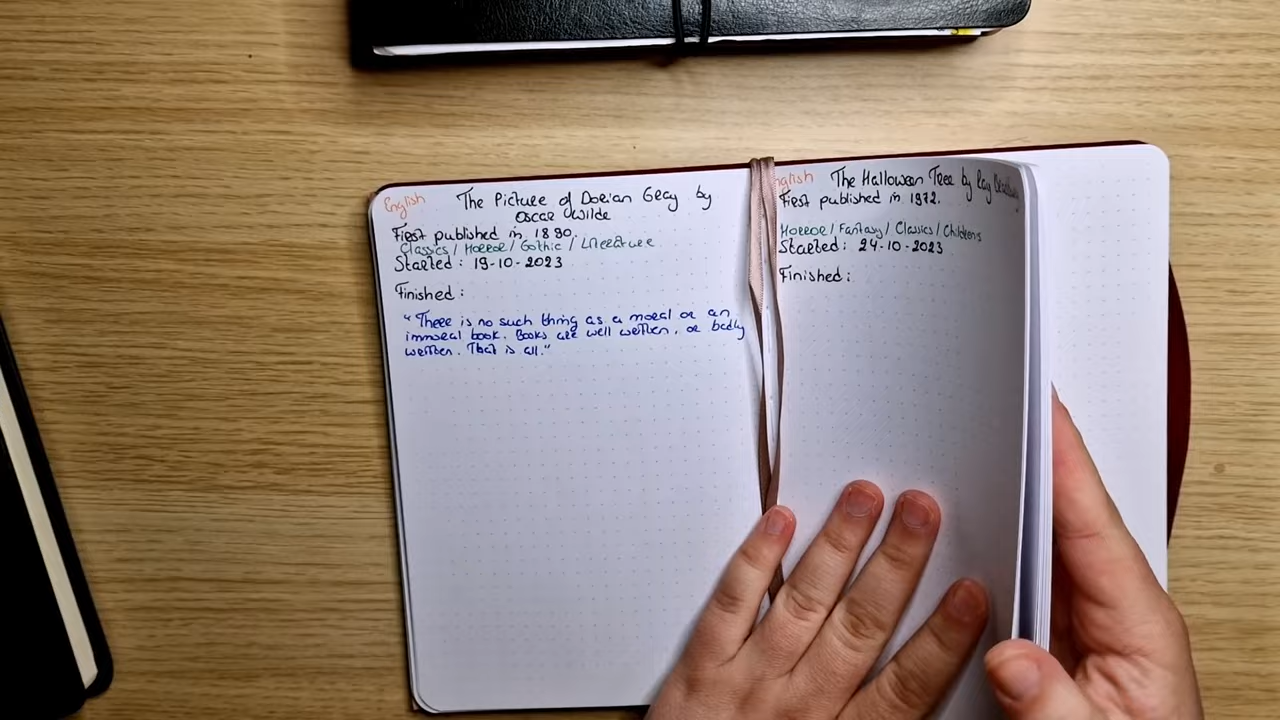 English
The Picture of Dorian Gray by
Oscar Wilde
First published in 1890.
Classics / Horror / Gothic / Literature
Started: 19-10-2023
Finished:
"There is no such thing as a moral or an
immoral book. Books are well written, or badly
written. That is all."
English
The Halloween Tree by Ray Bradbury
First published in 1972.
Horror / Fantasy / Classics / Childrens
Started: 24-10-2023
Finished: